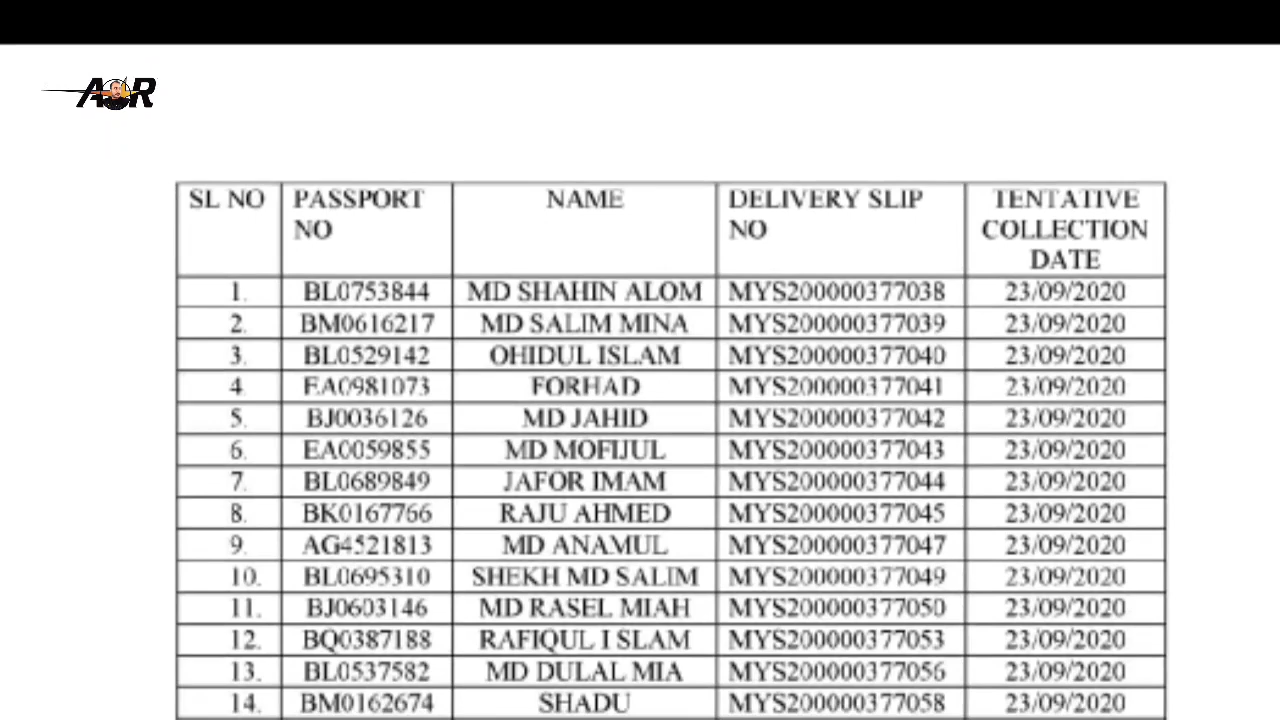 AOR
SL NO PASSPORT NO NAME DELIVERY SLIP NO TENTATIVE COLLECTION DATE
1. BL0753844 MD SHAHIN ALOM MYS200000377038 23/09/2020
2. BM0616217 MD SALIM MINA MYS200000377039 23/09/2020
3. BL0529142 OHIDUL ISLAM MYS200000377040 23/09/2020
4. EA0981073 FORHAD MYS200000377041 23/09/2020
5. BJ0036126 MD JAHID MYS200000377042 23/09/2020
6. EA0059855 MD MOFIJUL MYS200000377043 23/09/2020
7. BL0689849 JAFOR IMAM MYS200000377044 23/09/2020
8. BK0167766 RAJU AHMED MYS200000377045 23/09/2020
9. AG4521813 MD ANAMUL MYS200000377047 23/09/2020
10. BL0695310 SHEKH MD SALIM MYS200000377049 23/09/2020
11. BJ0603146 MD RASEL MIAH MYS200000377050 23/09/2020
12. BQ0387188 RAFIQUL I SLAM MYS200000377053 23/09/2020
13. BL0537582 MD DULAL MIA MYS200000377056 23/09/2020
14. BM0162674 SHADU MYS200000377058 23/09/2020